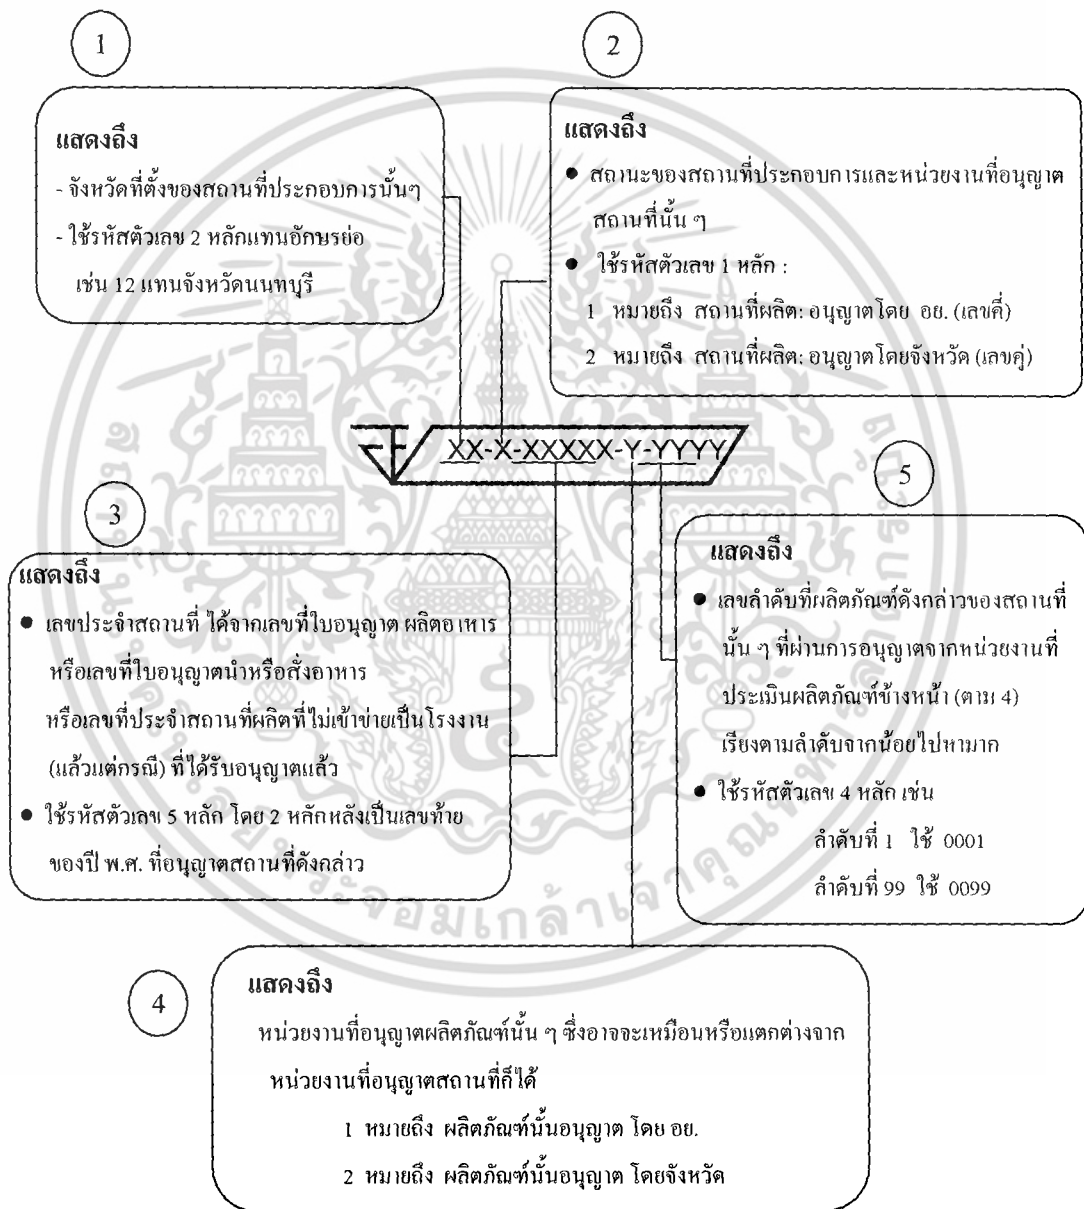 1
แสดงถึง
- จังหวัดที่ตั้งของสถานที่ประกอบการนั้นๆ
- ใช้รหัสตัวเลข 2 หลักแทนอักษรย่อ
เช่น 12 แทนจังหวัดนนทบุรี
2
แสดงถึง
● สถานะของสถานที่ประกอบการและหน่วยงานที่อนุญาต
สถานที่นั้น ๆ
● ใช้รหัสตัวเลข 1 หลัก :
1 หมายถึง สถานที่ผลิต: อนุญาตโดย อย. (เลขคี่)
2 หมายถึง สถานที่ผลิต: อนุญาตโดยจังหวัด (เลขคู่)
XX-X-XXXXX-Y-YYYY
3
แสดงถึง
● เลขประจำสถานที่ ได้จากเลขที่ใบอนุญาต ผลิตอาหาร
หรือเลขที่ใบอนุญาตนำหรือสั่งอาหาร
หรือเลขที่ประจำสถานที่ผลิตที่ไม่เข้าข่ายเป็นโรงงาน
(แล้วแต่กรณี) ที่ได้รับอนุญาตแล้ว
● ใช้รหัสตัวเลข 5 หลัก โดย 2 หลักหลังเป็นเลขท้าย
ของปี พ.ศ. ที่อนุญาตสถานที่ดังกล่าว
5
แสดงถึง
● เลขลำดับที่ผลิตภัณฑ์ดังกล่าวของสถานที่
นั้น ๆ ที่ผ่านการอนุญาตจากหน่วยงานที่
ประเมินผลิตภัณฑ์ข้างหน้า (ตาม 4)
เรียงตามลำดับจากน้อยไปหามาก
● ใช้รหัสตัวเลข 4 หลัก เช่น
ลำดับที่ 1 ใช้ 0001
ลำดับที่ 99 ใช้ 0099
4
แสดงถึง
หน่วยงานที่อนุญาตผลิตภัณฑ์นั้น ๆ ซึ่งอาจจะเหมือนหรือแตกต่างจาก
หน่วยงานที่อนุญาตสถานที่ก็ได้
1 หมายถึง ผลิตภัณฑ์นั้นอนุญาต โดย อย.
2 หมายถึง ผลิตภัณฑ์นั้นอนุญาต โดยจังหวัด